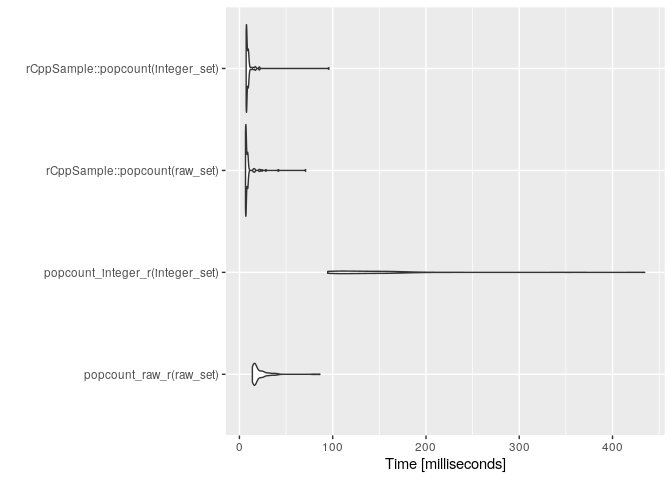 rCppSample::popcount(integer_set)
rCppSample::popcount(raw_set)
popcount_integer_r(integer_set)
popcount_raw_r(raw_set)
0 100 200 300 400
Time [milliseconds]